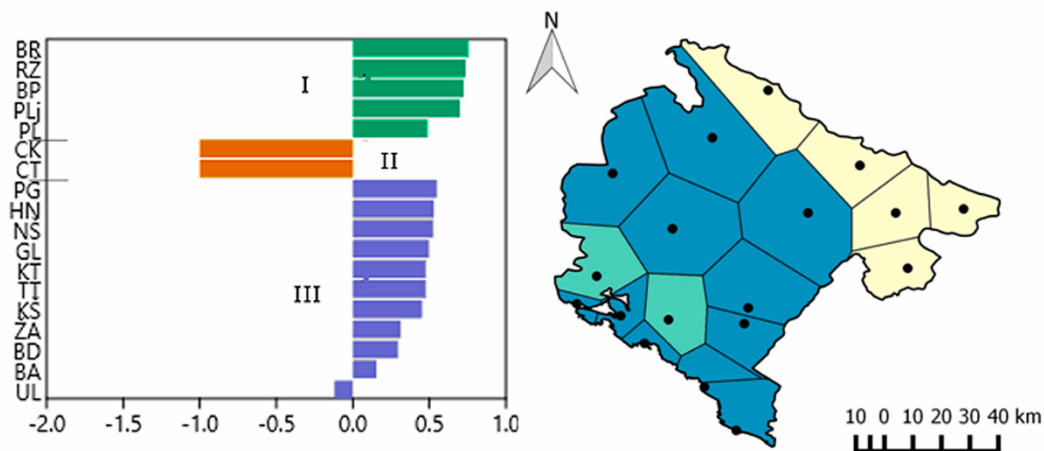 BR
RZ
BP
PLj
PL
CK
CT
PG
HN
NŠ
GL
KT
TT
KŠ
ŽA
BD
BA
UL
I
II
III
-2.0 -1.5 -1.0 -0.5 0.0 0.5 1.0
N
10 0 10 20 30 40 km